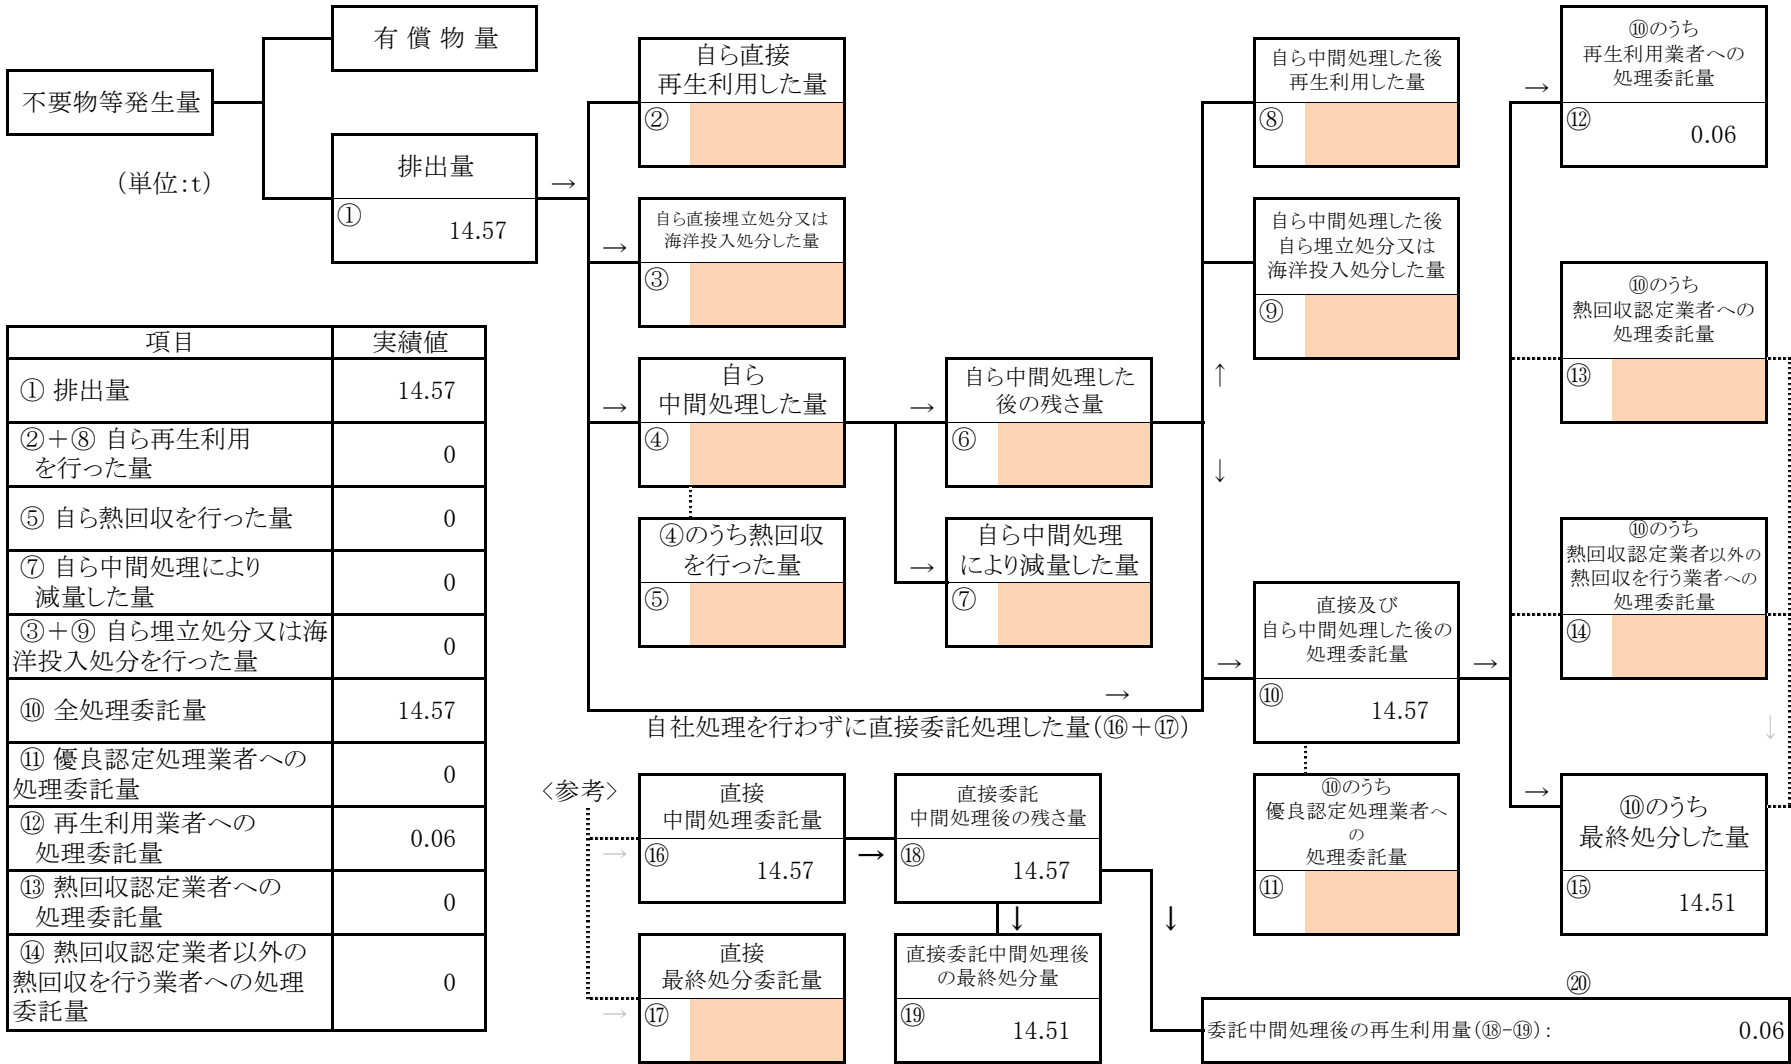 不要物等発生量
(単位:t)
有 償 物 量
排出量
①
14.57
→
自ら直接
再生利用した量
②
→
自ら直接埋立処分又は
海洋投入処分した量
③
→
自ら
中間処理した量
④
④のうち熱回収
を行った量
⑤
→
自ら中間処理した
後の残さ量
⑥
→
自ら中間処理
により減量した量
⑦
↑
↓
自ら中間処理した後
再生利用した量
⑧
自ら中間処理した後
自ら埋立処分又は
海洋投入処分した量
⑨
→
自社処理を行わずに直接委託処理した量(⑯+⑰)
→
直接及び
自ら中間処理した後の
処理委託量
⑩
14.57
→
⑩のうち
優良認定処理業者へ
の
処理委託量
⑪
→
⑩のうち
再生利用業者への
処理委託量
⑫
0.06
⑩のうち
熱回収認定業者への
処理委託量
⑬
⑩のうち
熱回収認定業者以外の
熱回収を行う業者への
処理委託量
⑭
↓
→
⑩のうち
最終処分した量
⑮
14.51
項目 実績値
① 排出量 14.57
②+⑧ 自ら再生利用
を行った量 0
⑤ 自ら熱回収を行った量 0
⑦ 自ら中間処理により
減量した量 0
③+⑨ 自ら埋立処分又は海
洋投入処分を行った量 0
⑩ 全処理委託量 14.57
⑪ 優良認定処理業者への
処理委託量 0
⑫ 再生利用業者への
処理委託量 0.06
⑬ 熱回収認定業者への
処理委託量 0
⑭ 熱回収認定業者以外の
熱回収を行う業者への処理
委託量 0
<参考>
→
直接
中間処理委託量
⑯
14.57
→
直接委託
中間処理後の残さ量
⑱
14.57
↓
↓
→
直接
最終処分委託量
⑰
直接委託中間処理後
の最終処分量
⑲
14.51
⑳
委託中間処理後の再生利用量(⑱-⑲): 0.06